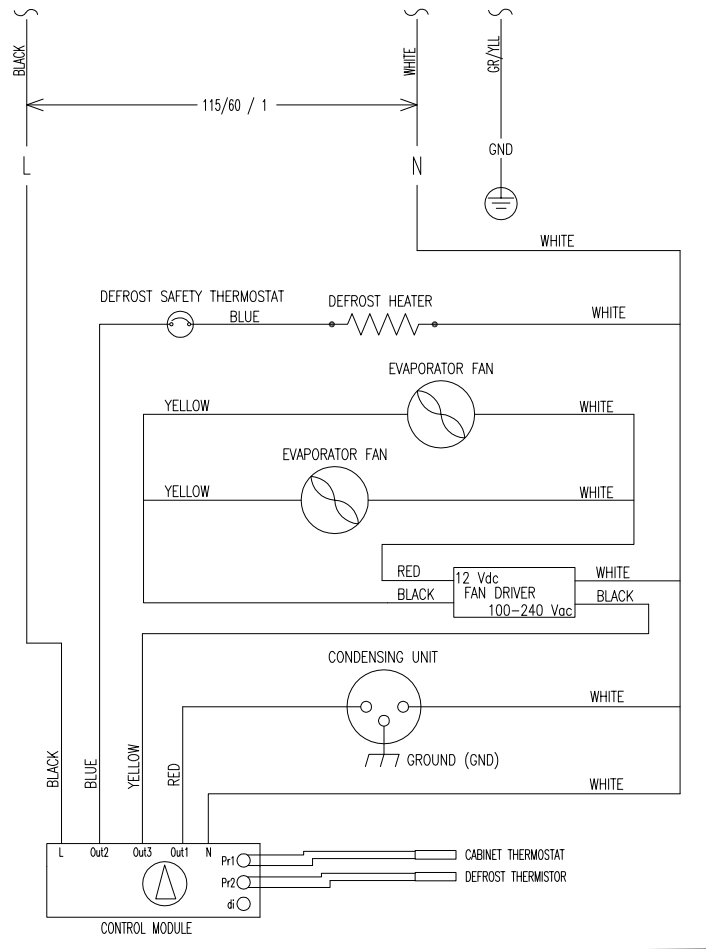 BLACK
WHITE
GR/YLL
115/60 / 1
GND
L
N
WHITE
DEFROST SAFETY THERMOSTAT
DEFROST HEATER
BLUE
WHITE
EVAPORATOR FAN
YELLOW
WHITE
EVAPORATOR FAN
YELLOW
WHITE
RED
12 Vdc
WHITE
BLACK
FAN DRIVER
BLACK
100-240 Vac
CONDENSING UNIT
WHITE
GROUND (GND)
BLACK
BLUE
YELLOW
RED
WHITE
L
Out2
Out3
Out1
N
Pr1
CABINET THERMOSTAT
Pr2
DEFROST THERMISTOR
di
CONTROL MODULE